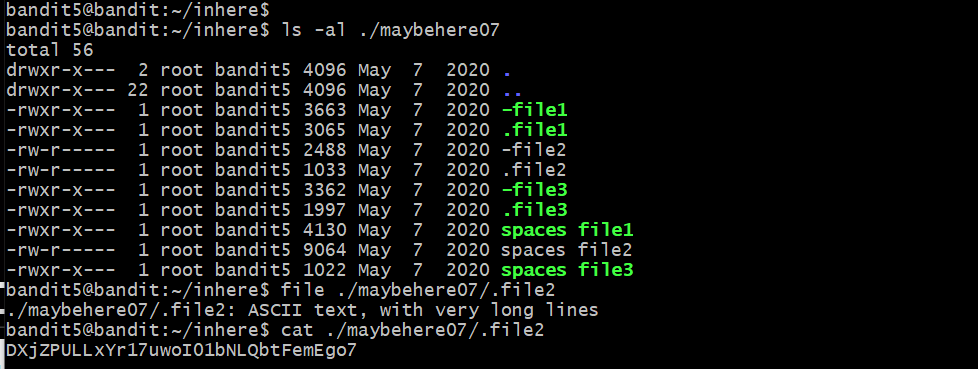 bandit5@bandit:~/inhere$
bandit5@bandit:~/inhere$ ls -al ./maybehere07
total 56
drwxr-x---  2 root bandit5 4096 May  7  2020 .
drwxr-x--- 22 root bandit5 4096 May  7  2020 ..
-rwxr-x---  1 root bandit5 3663 May  7  2020 -file1
-rwxr-x---  1 root bandit5 3065 May  7  2020 .file1
-rw-r-----  1 root bandit5 2488 May  7  2020 -file2
-rw-r-----  1 root bandit5 1033 May  7  2020 .file2
-rwxr-x---  1 root bandit5 3362 May  7  2020 -file3
-rwxr-x---  1 root bandit5 1997 May  7  2020 .file3
-rwxr-x---  1 root bandit5 4130 May  7  2020 spaces file1
-rw-r-----  1 root bandit5 9064 May  7  2020 spaces file2
-rwxr-x---  1 root bandit5 1022 May  7  2020 spaces file3
bandit5@bandit:~/inhere$ file ./maybehere07/.file2
./maybehere07/.file2: ASCII text, with very long lines
bandit5@bandit:~/inhere$ cat ./maybehere07/.file2
DXjZPULLxYr17uwoI01bNLQbtFemEgo7